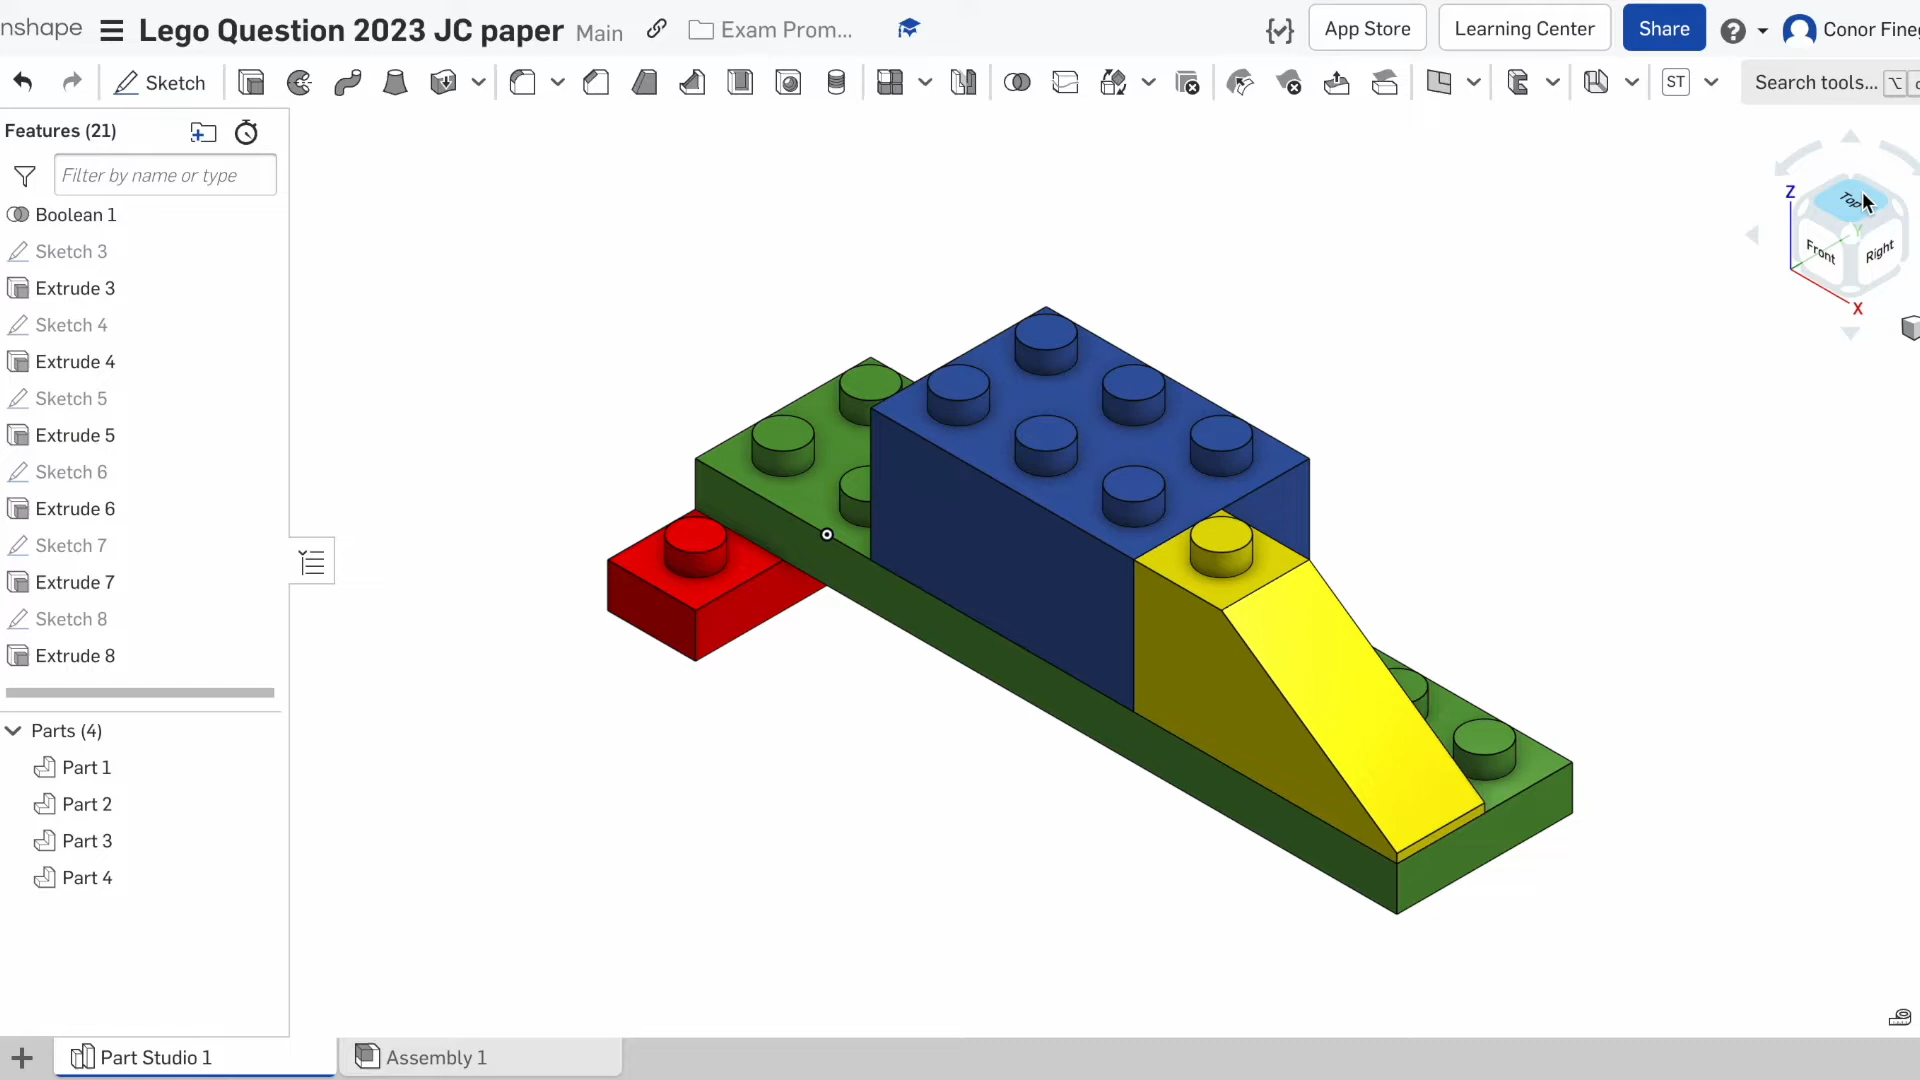 nshape
Lego Question 2023 JC paper Main
Exam Prom...
App Store
Learning Center
Share
Conor Fineg
Sketch
ST
Search tools...
Features (21)
Filter by name or type
Boolean 1
Sketch 3
Extrude 3
Sketch 4
Extrude 4
Sketch 5
Extrude 5
Sketch 6
Extrude 6
Sketch 7
Extrude 7
Sketch 8
Extrude 8
Parts (4)
Part 1
Part 2
Part 3
Part 4
Z
Top
Y
Front
Right
X
Part Studio 1
Assembly 1